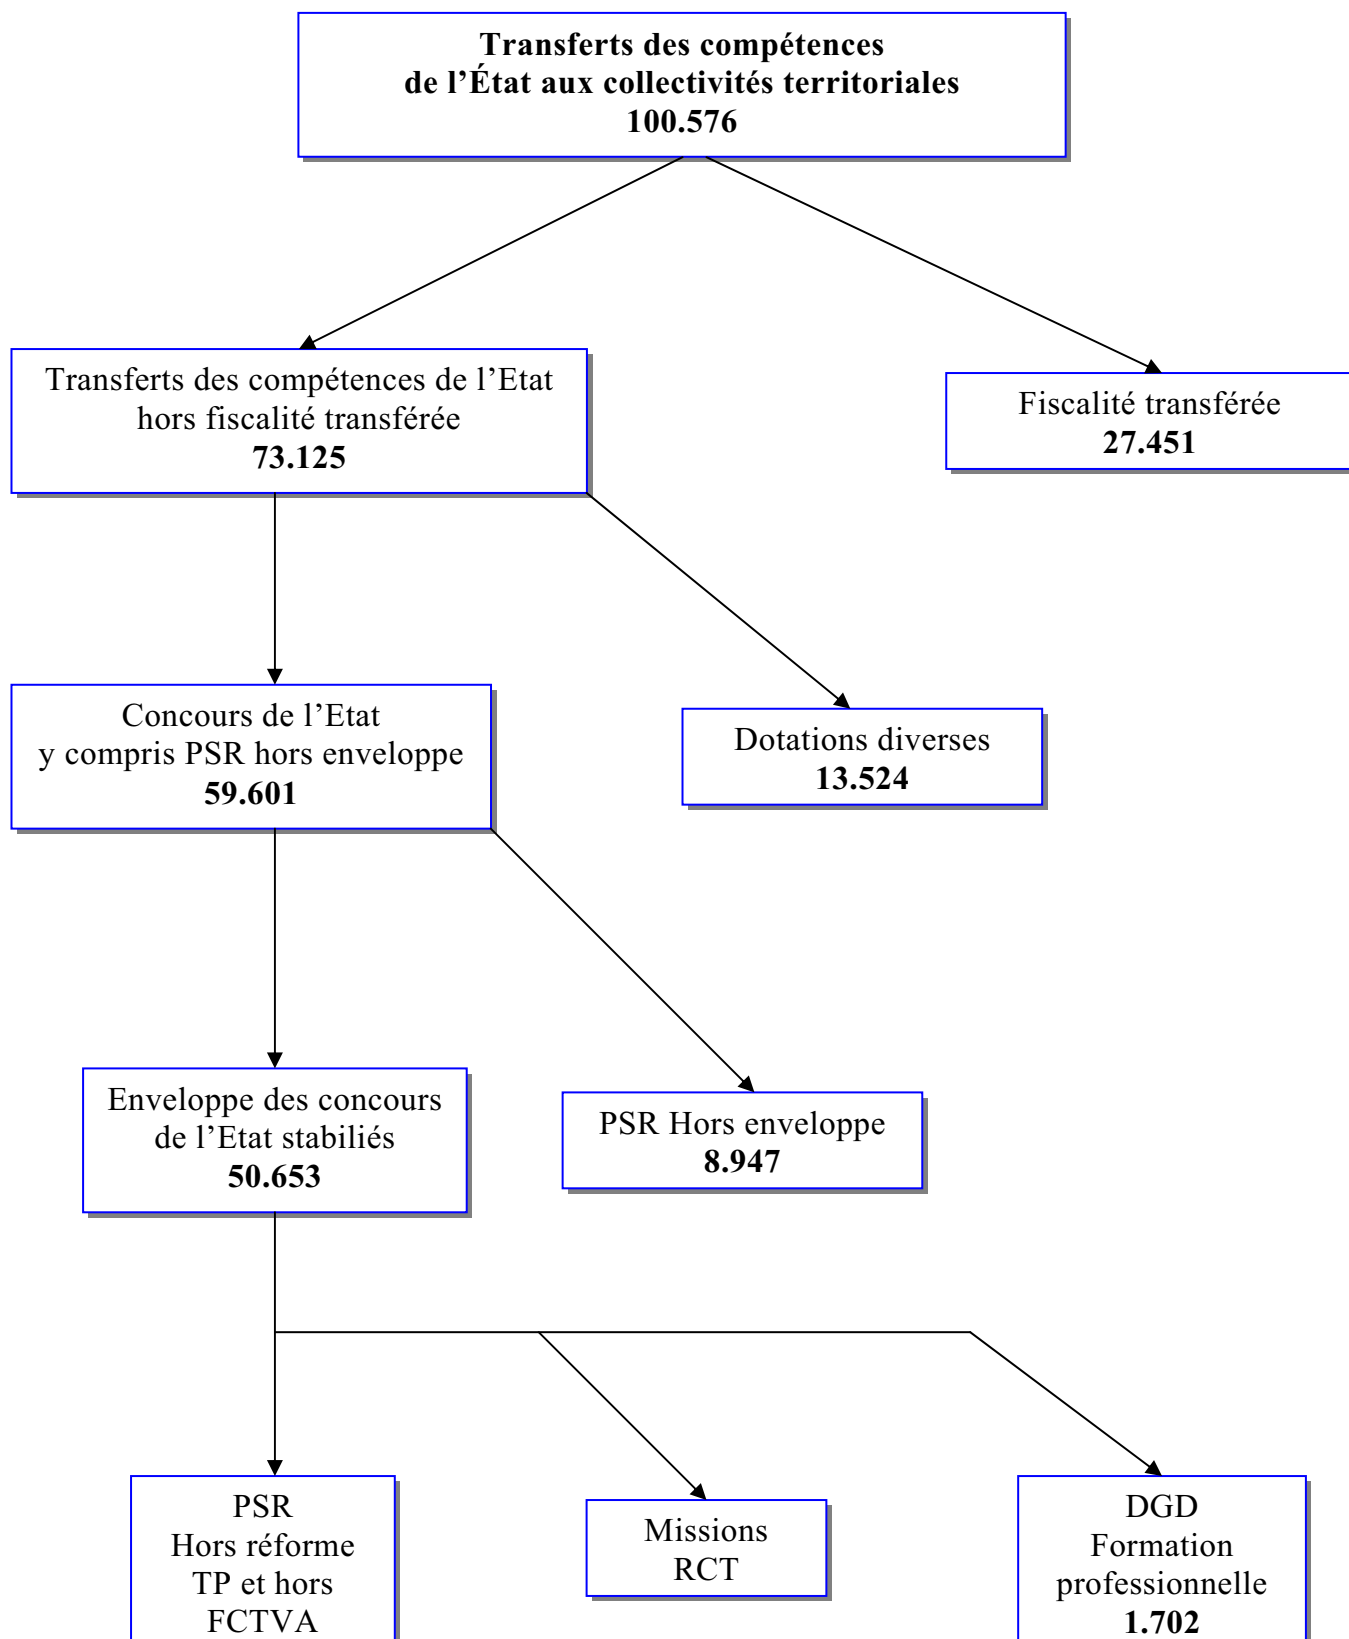 Transferts des compétences
de l’État aux collectivités territoriales
100.576
Transferts des compétences de l’Etat
hors fiscalité transférée
73.125
Fiscalité transférée
27.451
Concours de l’Etat
y compris PSR hors enveloppe
59.601
Dotations diverses
13.524
Enveloppe des concours
de l’Etat stabiliés
50.653
PSR Hors enveloppe
8.947
PSR
Hors réforme
TP et hors
FCTVA
Missions
RCT
DGD
Formation
professionnelle
1.702